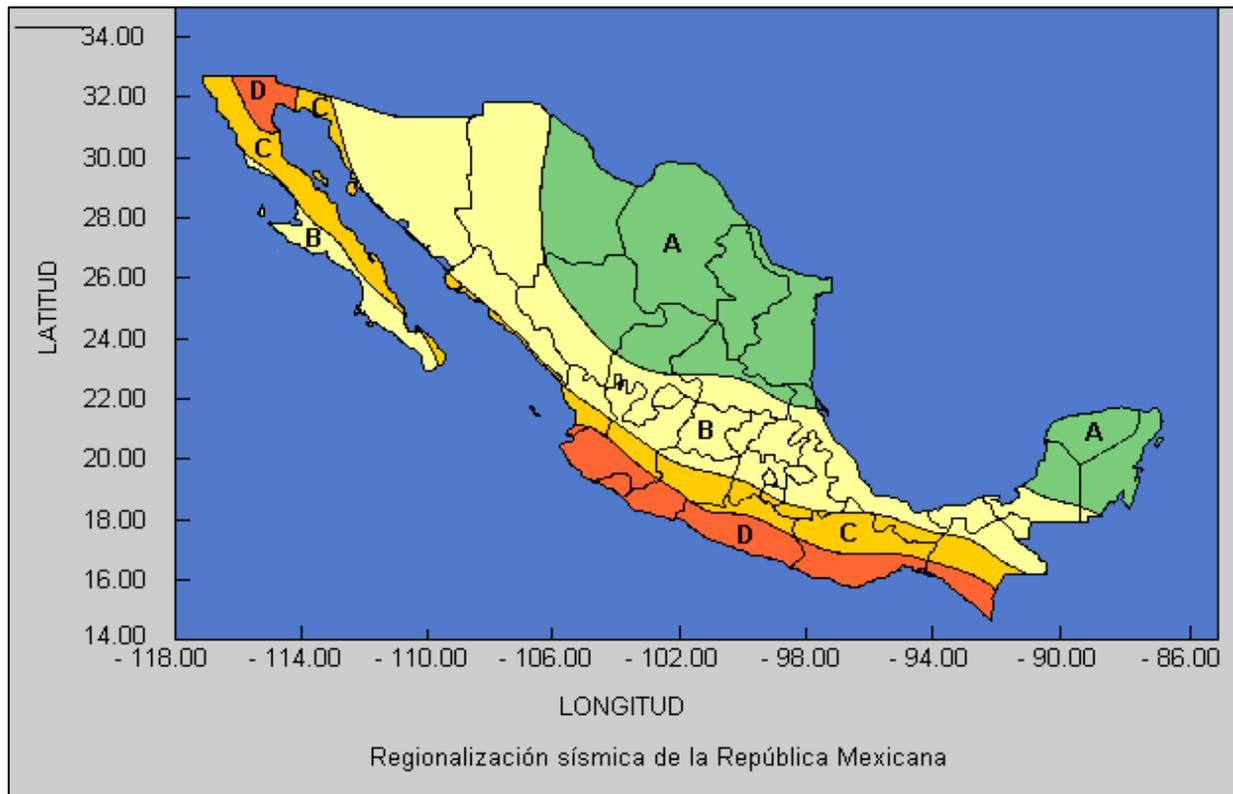 34.00
32.00
30.00
28.00
26.00
24.00
22.00
20.00
18.00
16.00
14.00
LATITUD
D
C
C
B
A
A
B
C
D
- 118.00 - 114.00 - 110.00 - 106.00 - 102.00 - 98.00 - 94.00 - 90.00 - 86.00
LONGITUD
Regionalización sísmica de la República Mexicana